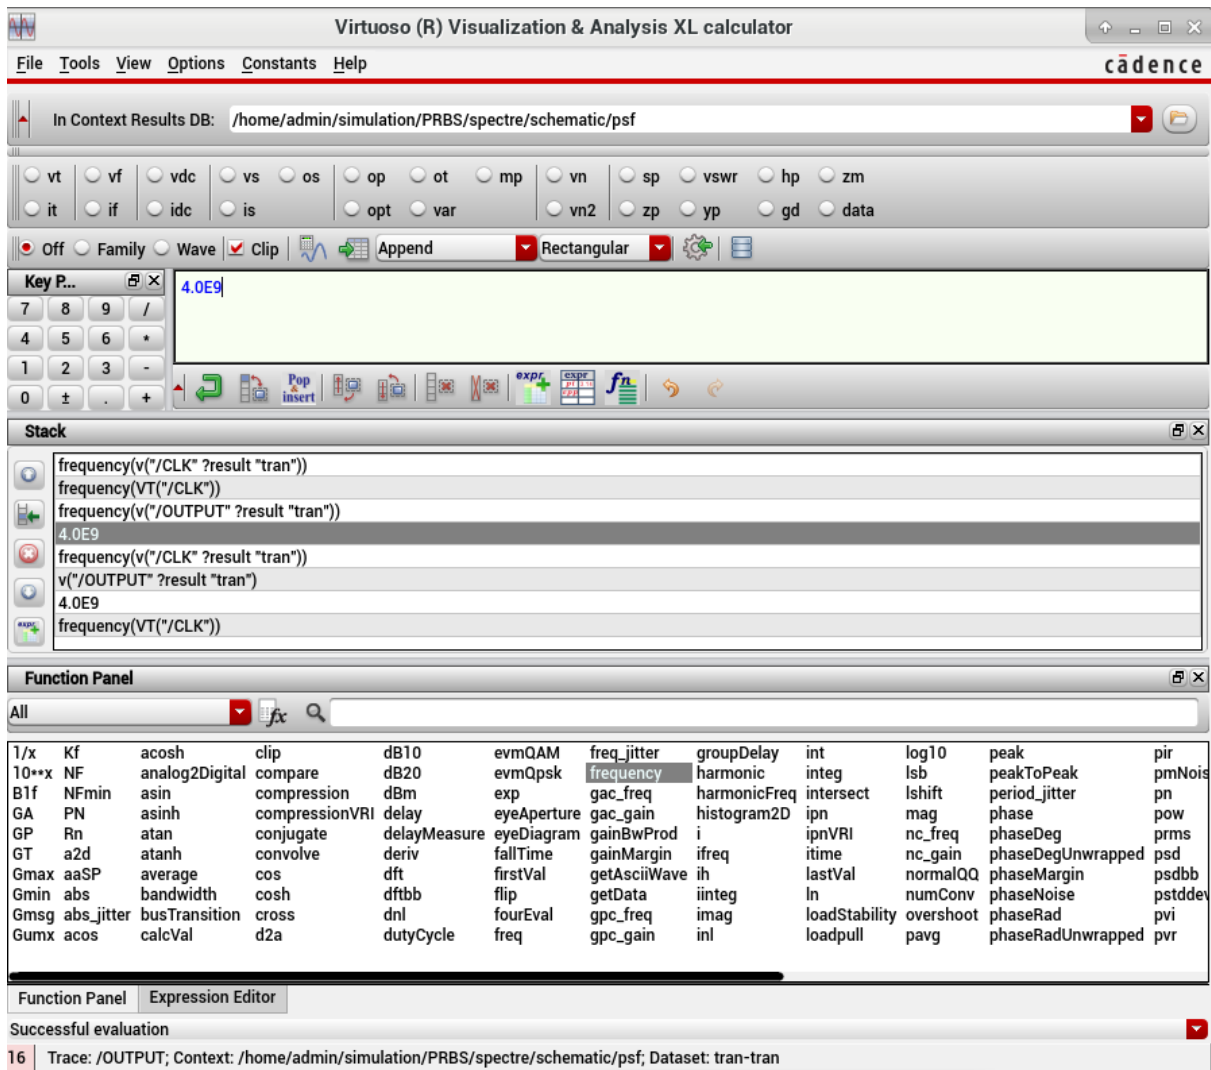 Virtuoso (R) Visualization & Analysis XL calculator
File Tools View Options Constants Help cādence
In Context Results DB: /home/admin/simulation/PRBS/spectre/schematic/psf
vt vf vdc vs os op ot mp vn sp vswr hp zm
it if idc is opt var vn2 zp yp gd data
Off Family Wave Clip Append Rectangular
Key P...
4.0E9
7 8 9 /
4 5 6 *
1 2 3 -
0 ± . +
Pop & insert expr expr fn
Stack
frequency(v("/CLK" ?result "tran"))
frequency(VT("/CLK"))
frequency(v("/OUTPUT" ?result "tran"))
4.0E9
frequency(v("/CLK" ?result "tran"))
v("/OUTPUT" ?result "tran")
4.0E9
frequency(VT("/CLK"))
Function Panel
All fx
1/x Kf acosh clip dB10 evmQAM freq_jitter groupDelay int log10 peak pir
10**x NF analog2Digital compare dB20 evmQpsk frequency harmonic integ lsb peakToPeak pmNois
B1f NFmin asin compression dBm exp gac_freq harmonicFreq intersect lshift period_jitter pn
GA PN asinh compressionVRI delay eyeAperture gac_gain histogram2D ipn mag phase pow
GP Rn atan conjugate delayMeasure eyeDiagram gainBwProd i ipnVRI nc_freq phaseDeg prms
GT a2d atanh convolve deriv fallTime gainMargin ifreq itime nc_gain phaseDegUnwrapped psd
Gmax aaSP average cos dft firstVal getAsciiWave ih lastVal normalQQ phaseMargin psdbb
Gmin abs bandwidth cosh dftbb flip getData iinteg ln numConv phaseNoise pstddev
Gmsg abs_jitter busTransition cross dnl fourEval gpc_freq imag loadStability overshoot phaseRad pvi
Gumx acos calcVal d2a dutyCycle freq gpc_gain inl loadpull pavg phaseRadUnwrapped pvr
Function Panel Expression Editor
Successful evaluation
16 Trace: /OUTPUT; Context: /home/admin/simulation/PRBS/spectre/schematic/psf; Dataset: tran-tran